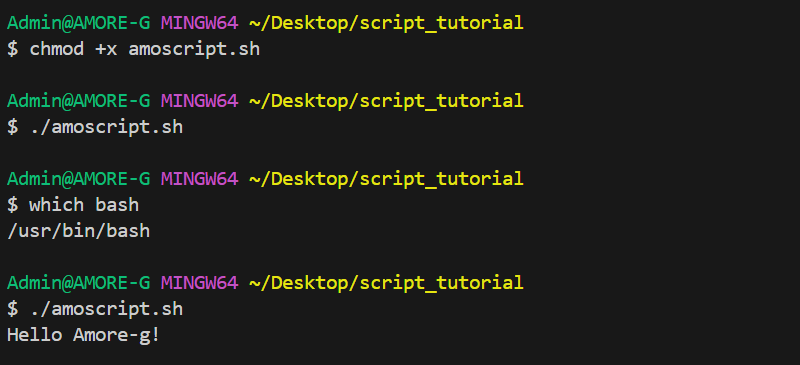 Admin@AMORE-G MINGW64 ~/Desktop/script_tutorial
$ chmod +x amoscript.sh
Admin@AMORE-G MINGW64 ~/Desktop/script_tutorial
$ ./amoscript.sh
Admin@AMORE-G MINGW64 ~/Desktop/script_tutorial
$ which bash
/usr/bin/bash
Admin@AMORE-G MINGW64 ~/Desktop/script_tutorial
$ ./amoscript.sh
Hello Amore-g!